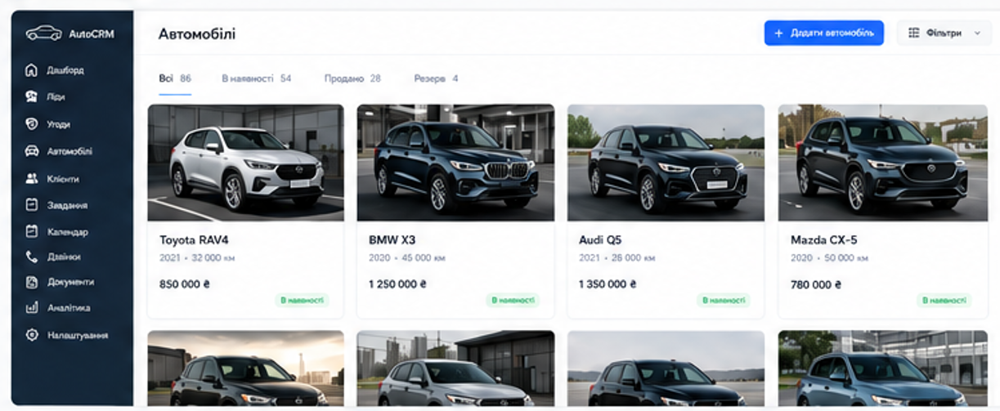 AutoCRM
Дашборд
Ліди
Угоди
Автомобілі
Клієнти
Завдання
Календар
Дзвінки
Документи
Аналітика
Налаштування
Автомобілі
+ Додати автомобіль
Фільтри
Всі 86
В наявності 54
Продано 28
Резерв 4
Toyota RAV4
2021 • 32 000 км
850 000 ₴
В наявності
BMW X3
2020 • 45 000 км
1 250 000 ₴
В наявності
Audi Q5
2021 • 28 000 км
1 350 000 ₴
В наявності
Mazda CX-5
2020 • 50 000 км
780 000 ₴
В наявності